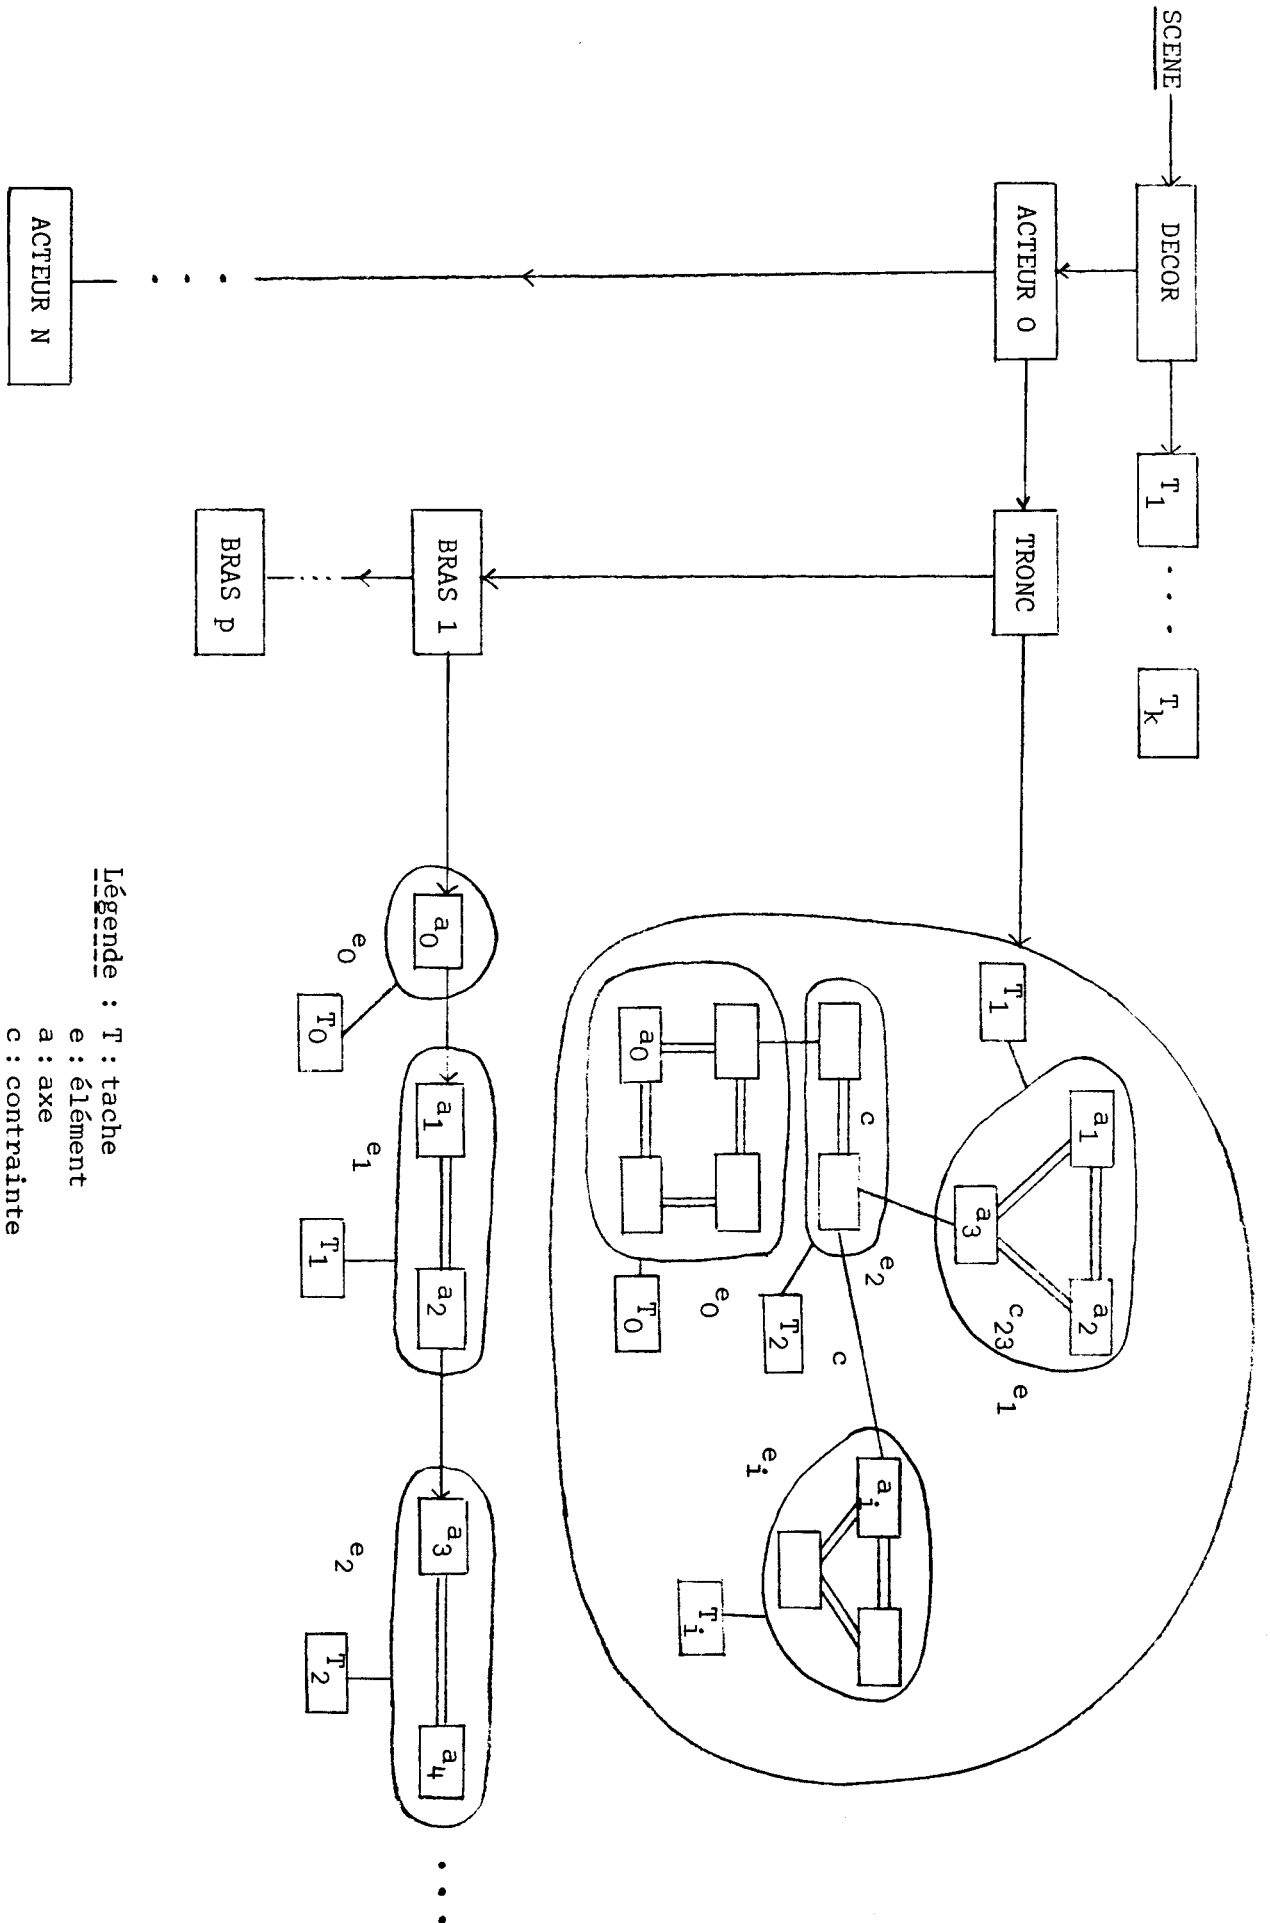 SCENE
DECOR
T₁
. . .
Tₖ
ACTEUR 0
TRONC
T₁
a₁
a₂
a₃
c₂₃
e₁
c
e₂
T₂
c
aᵢ
eᵢ
Tᵢ
a₀
e₀
T₀
BRAS 1
a₀
e₀
T₀
a₁
a₂
e₁
T₁
a₃
a₄
e₂
T₂
. . .
...
BRAS p
. . .
ACTEUR N
Légende : T : tache
e : élément
a : axe
c : contrainte